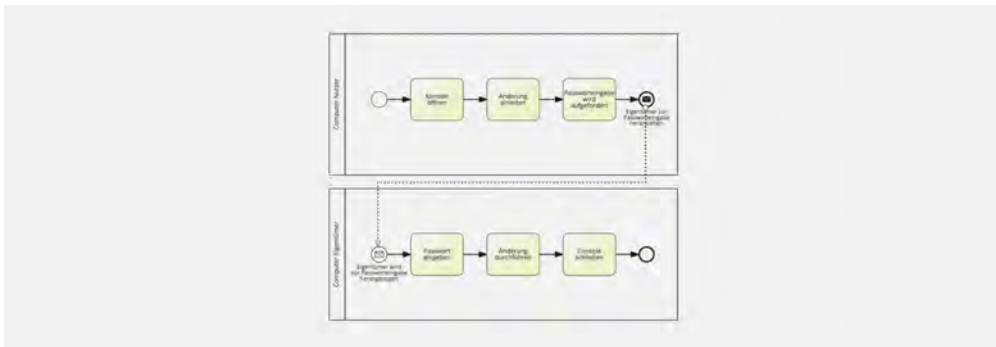 Computer Nutzer
Konsole
öffnen
Änderung
einleiten
Passworteingabe
wird
aufgefordert
Eigentümer zur
Passworteingabe
heranziehen
Computer Eigentümer
Eigentümer wird
zur Passworteingabe
herangezogen
Passwort
eingeben
Änderung
durchführen
Console
schließen